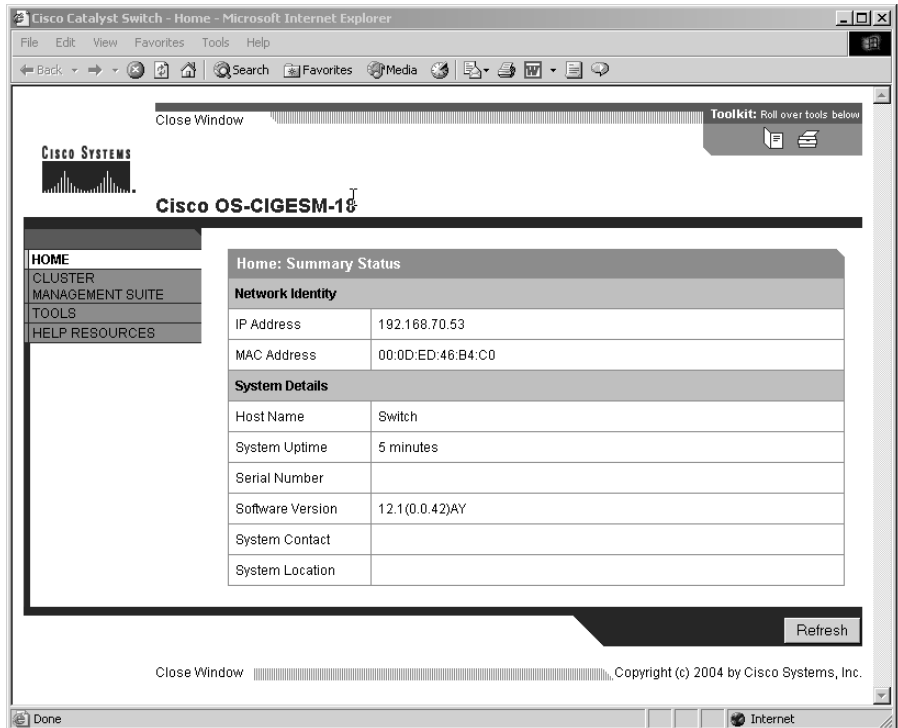 Cisco Catalyst Switch - Home - Microsoft Internet Explorer
File Edit View Favorites Tools Help
Back Search Favorites Media
Close Window
Toolkit: Roll over tools below
CISCO SYSTEMS
Cisco OS-CIGESM-18
HOME
CLUSTER
MANAGEMENT SUITE
TOOLS
HELP RESOURCES
Home: Summary Status
Network Identity
IP Address 192.168.70.53
MAC Address 00:0D:ED:46:B4:C0
System Details
Host Name Switch
System Uptime 5 minutes
Serial Number
Software Version 12.1(0.0.42)AY
System Contact
System Location
Refresh
Close Window
Copyright (c) 2004 by Cisco Systems, Inc.
Done Internet